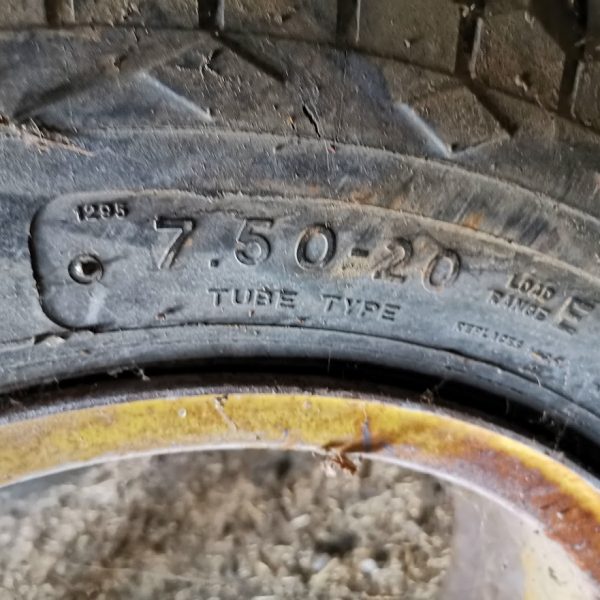 1295
7.50-20
TUBE TYPE
LOAD
RANGE E